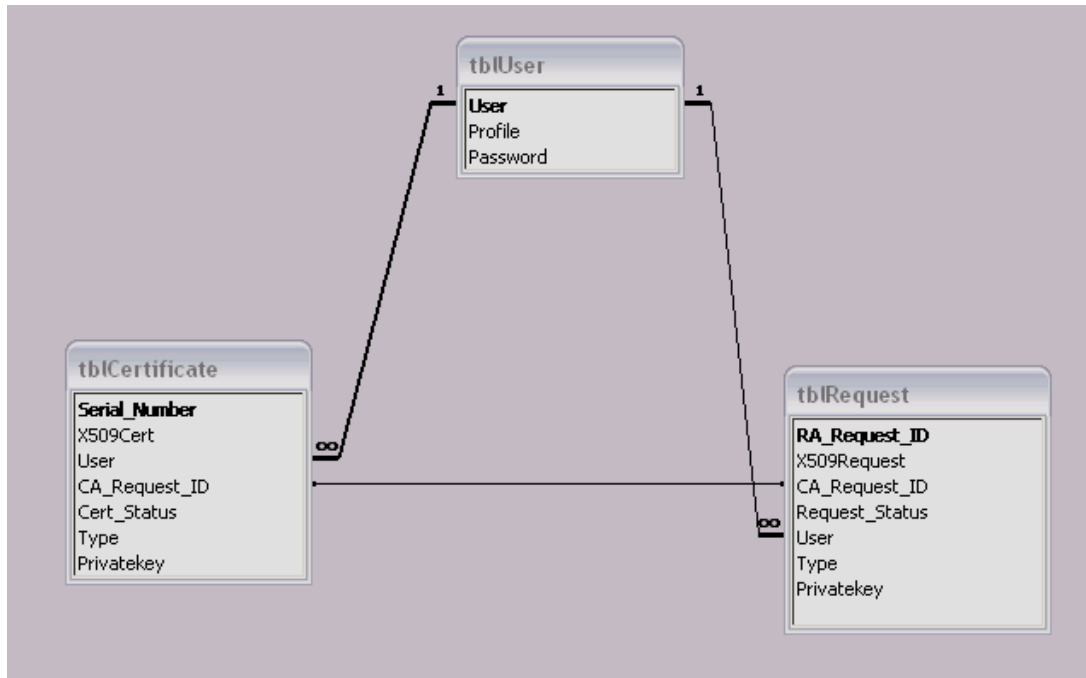 tblUser
1
1
User
Profile
Password
tblCertificate
Serial_Number
X509Cert
User
CA_Request_ID
Cert_Status
Type
Privatekey
∞
tblRequest
RA_Request_ID
X509Request
CA_Request_ID
Request_Status
User
Type
Privatekey
∞